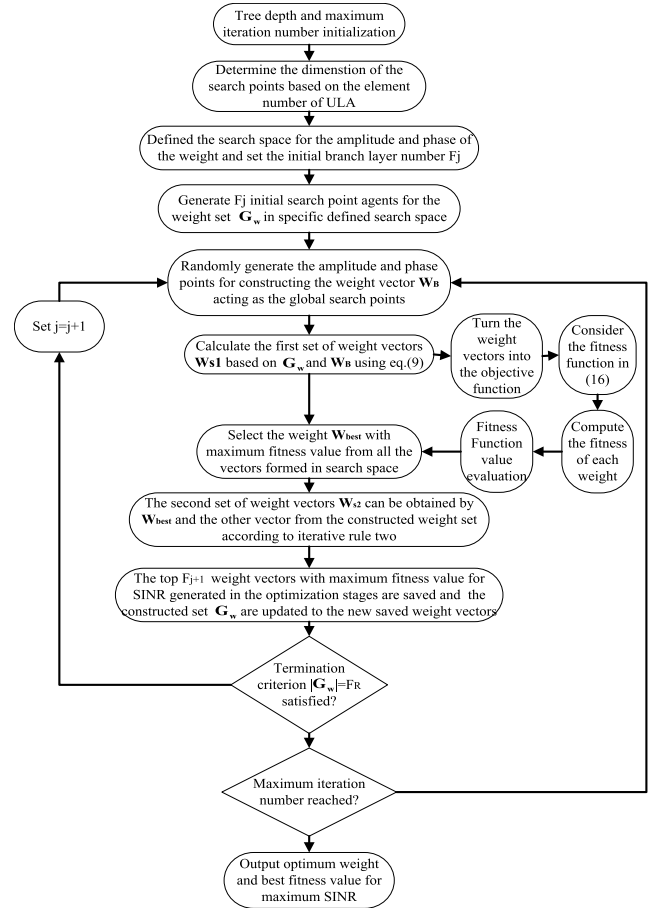 Tree depth and maximum
iteration number initialization
Determine the dimenstion of the
search points based on the element
number of ULA
Defined the search space for the amplitude and phase of
the weight and set the initial branch layer number Fj
Generate Fj initial search point agents for the
weight set Gw in specific defined search space
Randomly generate the amplitude and phase
points for constructing the weight vector WB
acting as the global search points
Set j=j+1
Calculate the first set of weight vectors
Ws1 based on Gw and WB using eq.(9)
Turn the
weight
vectors into
the objective
function
Consider
the fitness
function in
(16)
Compute
the fitness
of each
weight
Fitness
Function
value
evaluation
Select the weight Wbest with
maximum fitness value from all the
vectors formed in search space
The second set of weight vectors Ws2 can be obtained by
Wbest and the other vector from the constructed weight set
according to iterative rule two
The top Fj+1 weight vectors with maximum fitness value for
SINR generated in the optimization stages are saved and the
constructed set Gw are updated to the new saved weight vectors
Termination
criterion |Gw|=FR
satisfied?
Maximum iteration
number reached?
Output optimum weight
and best fitness value for
maximum SINR